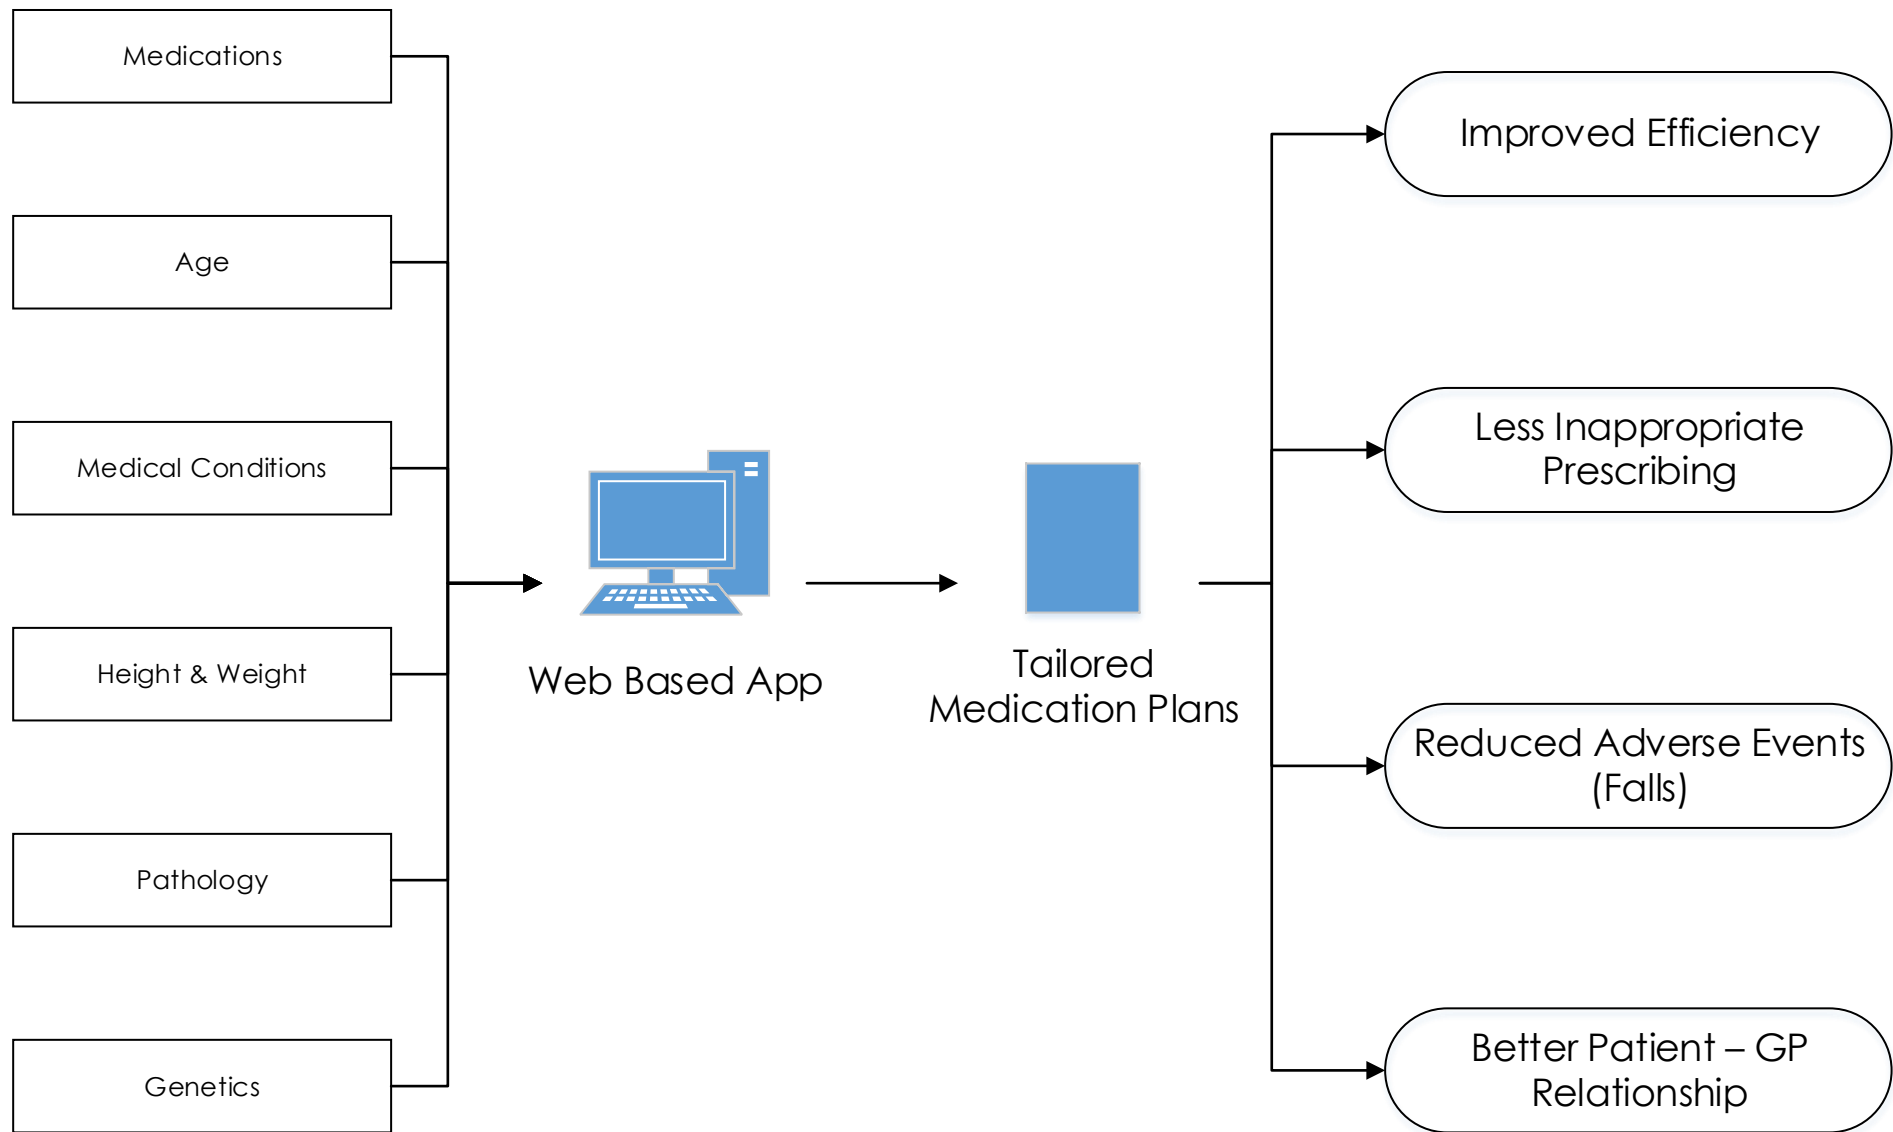 Medications
Age
Medical Conditions
Height & Weight
Pathology
Genetics
Web Based App
Tailored
Medication Plans
Improved Efficiency
Less Inappropriate
Prescribing
Reduced Adverse Events
(Falls)
Better Patient – GP
Relationship